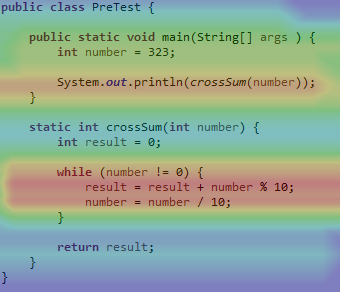 public class PreTest {
public static void main(String[] args ) {
int number = 323;
System.out.println(crossSum(number));
}
static int crossSum(int number) {
int result = 0;
while (number != 0) {
result = result + number % 10;
number = number / 10;
}
return result;
}
}